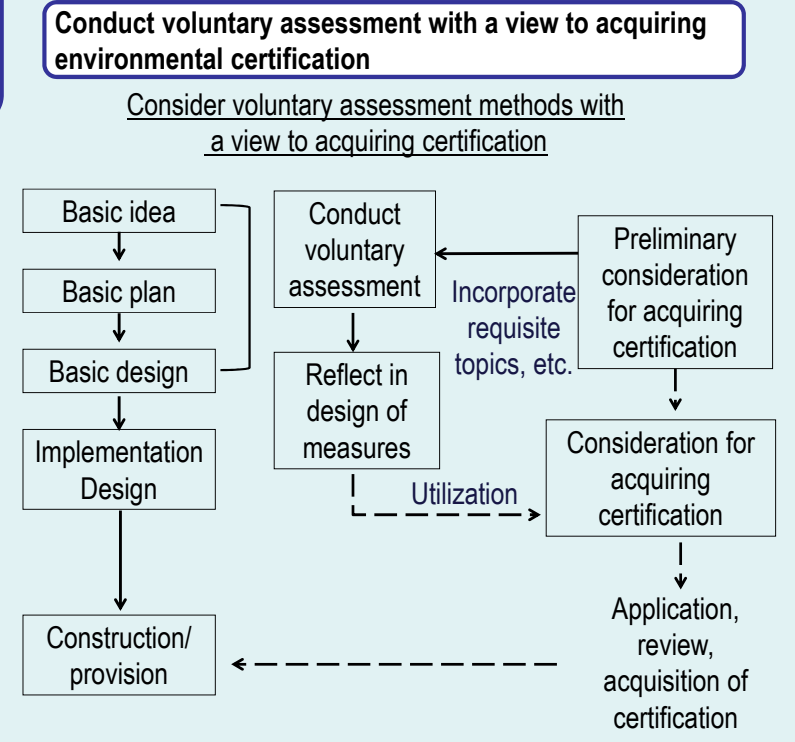 Conduct voluntary assessment with a view to acquiring
environmental certification
Consider voluntary assessment methods with
a view to acquiring certification
Basic idea
Basic plan
Basic design
Implementation
Design
Construction/
provision
Conduct
voluntary
assessment
Reflect in
design of
measures
Incorporate
requisite
topics, etc.
Utilization
Preliminary
consideration
for acquiring
certification
Consideration for
acquiring
certification
Application,
review,
acquisition of
certification